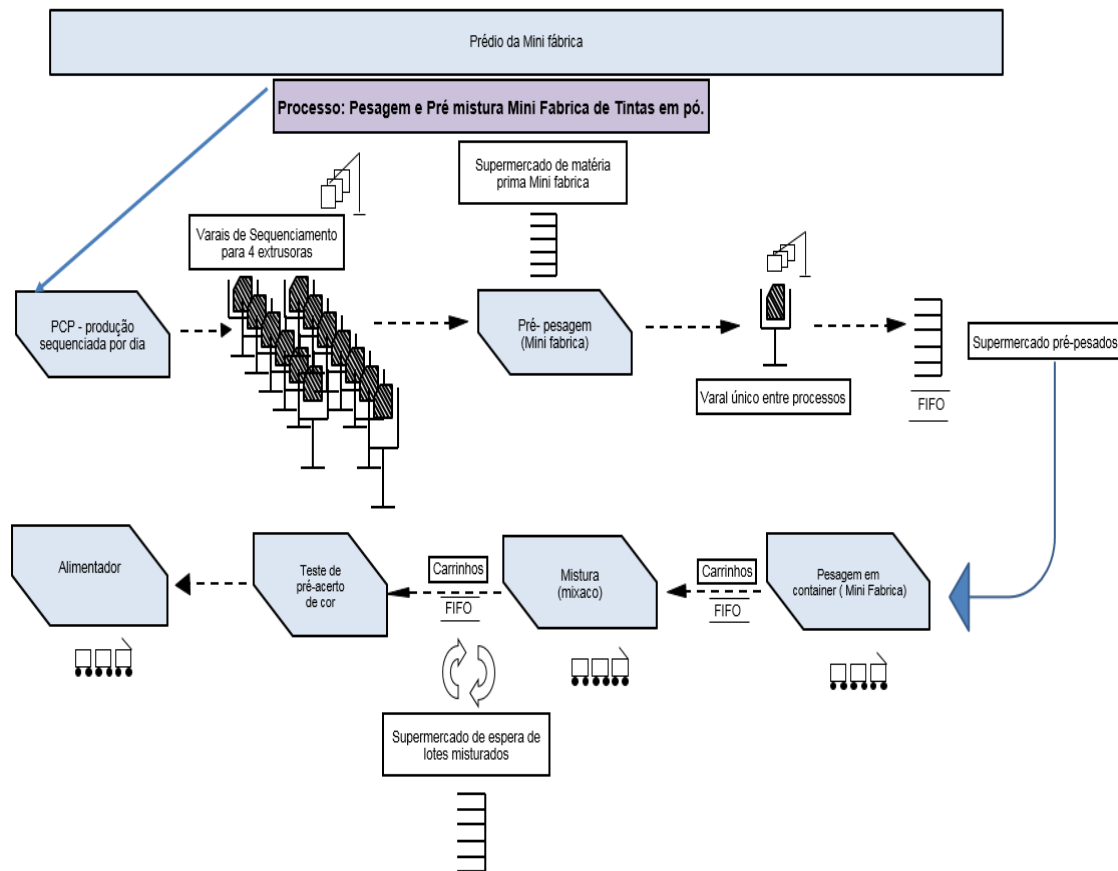 Prédio da Mini fábrica
Processo: Pesagem e Pré mistura Mini Fabrica de Tintas em pó.
Supermercado de matéria
prima Mini fabrica
Varais de Sequenciamento
para 4 extrusoras
PCP - produção
sequenciada por dia
Pré- pesagem
(Mini fabrica)
Varal único entre processos
FIFO
Supermercado pré-pesados
Alimentador
Teste de
pré-acerto
de cor
Carrinhos
FIFO
Mistura
(mixaco)
Carrinhos
FIFO
Pesagem em
container ( Mini Fabrica)
Supermercado de espera de
lotes misturados